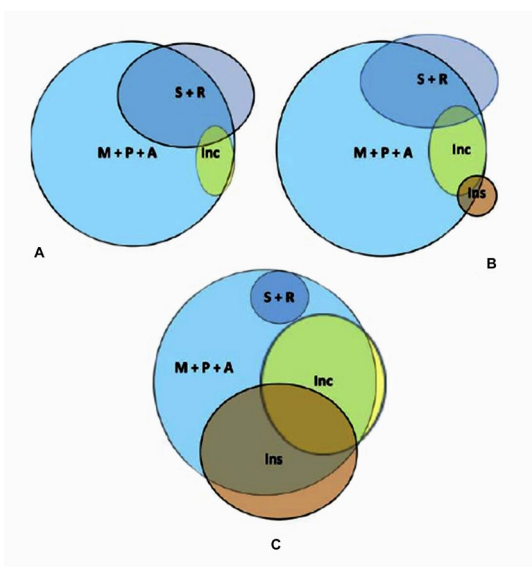 S + R
M + P + A
Inc
A
S + R
M + P + A
Inc
Ins
B
S + R
M + P + A
Inc
Ins
C